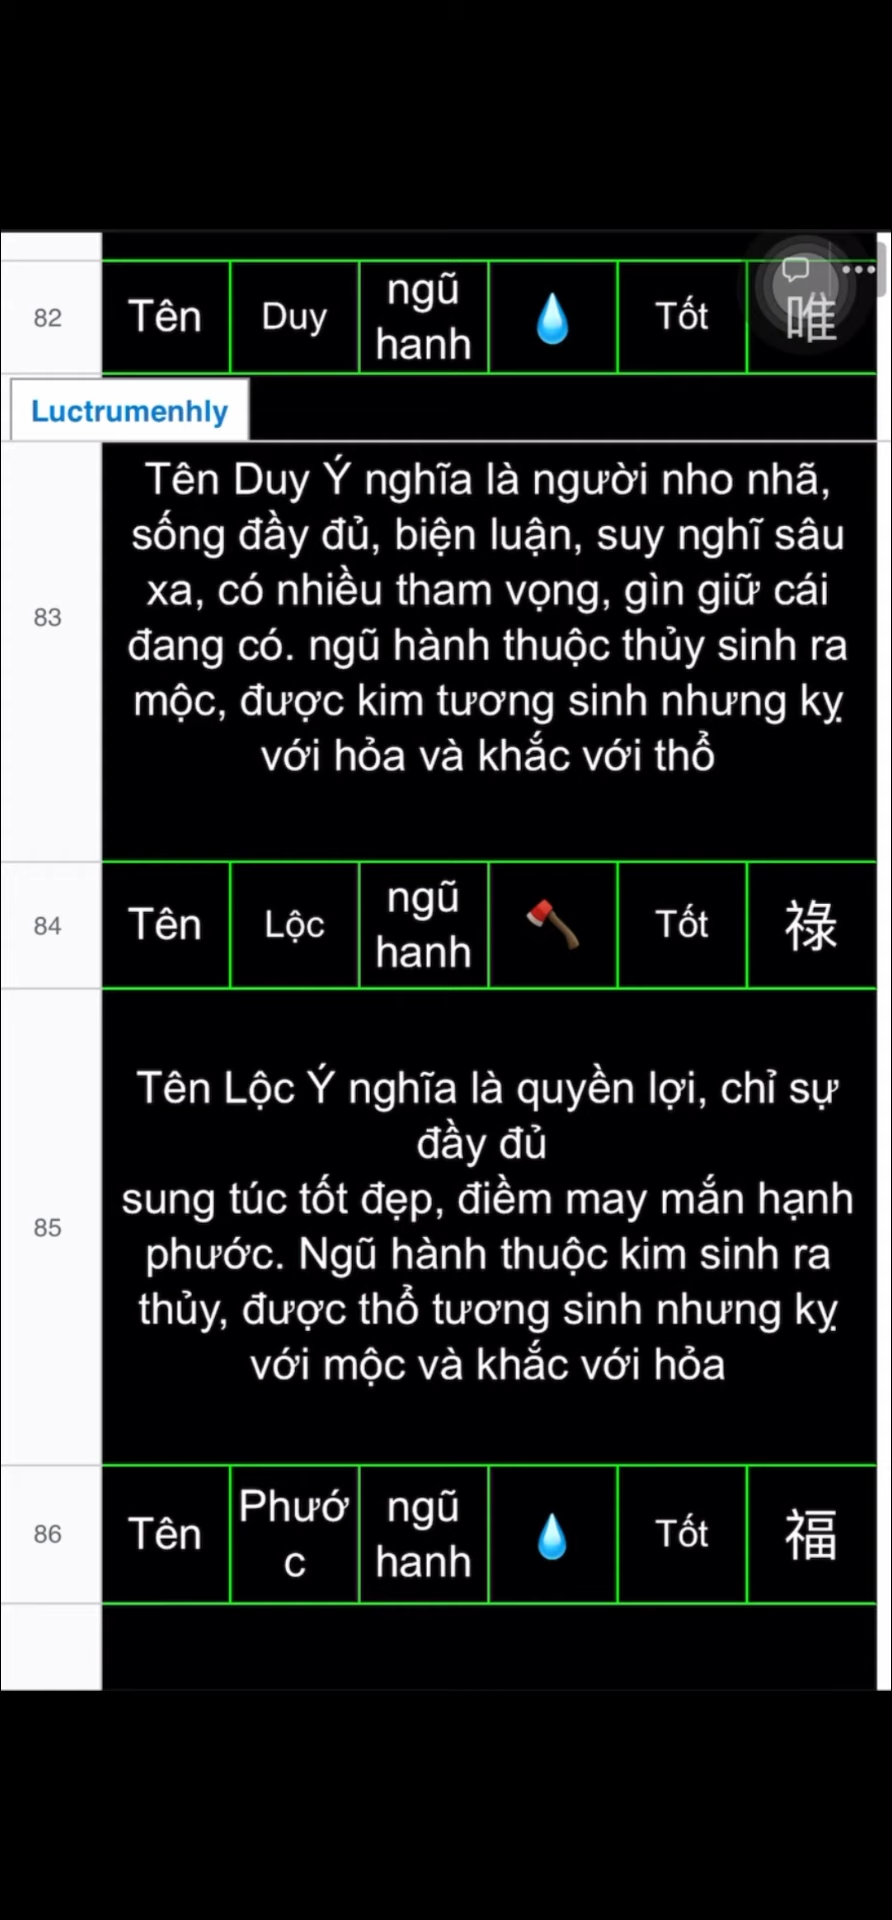 82 Tên Duy ngũ hanh 💧 Tốt 唯
Luctrumenhly
83
Tên Duy Ý nghĩa là người nho nhã,
sống đầy đủ, biện luận, suy nghĩ sâu
xa, có nhiều tham vọng, gìn giữ cái
đang có. ngũ hành thuộc thủy sinh ra
mộc, được kim tương sinh nhưng kỵ
với hỏa và khắc với thổ
84 Tên Lộc ngũ hanh 🪓 Tốt 祿
85
Tên Lộc Ý nghĩa là quyền lợi, chỉ sự
đầy đủ
sung túc tốt đẹp, điềm may mắn hạnh
phước. Ngũ hành thuộc kim sinh ra
thủy, được thổ tương sinh nhưng kỵ
với mộc và khắc với hỏa
86 Tên Phước ngũ hanh 💧 Tốt 福